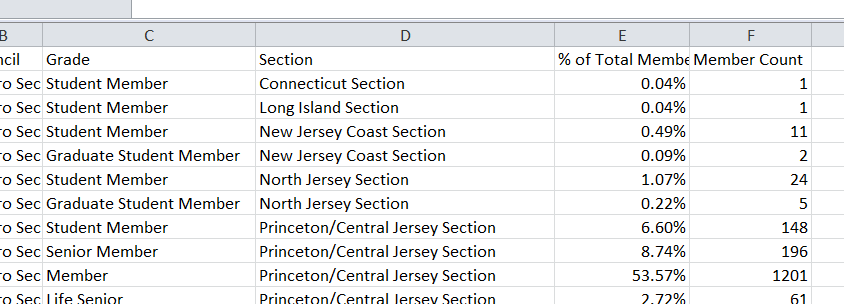 B C D E F
ncil Grade Section % of Total Membe Member Count
ro Sec Student Member Connecticut Section 0.04% 1
ro Sec Student Member Long Island Section 0.04% 1
ro Sec Student Member New Jersey Coast Section 0.49% 11
ro Sec Graduate Student Member New Jersey Coast Section 0.09% 2
ro Sec Student Member North Jersey Section 1.07% 24
ro Sec Graduate Student Member North Jersey Section 0.22% 5
ro Sec Student Member Princeton/Central Jersey Section 6.60% 148
ro Sec Senior Member Princeton/Central Jersey Section 8.74% 196
ro Sec Member Princeton/Central Jersey Section 53.57% 1201
ro Sec Life Senior Princeton/Central Jersey Section 2.72% 61